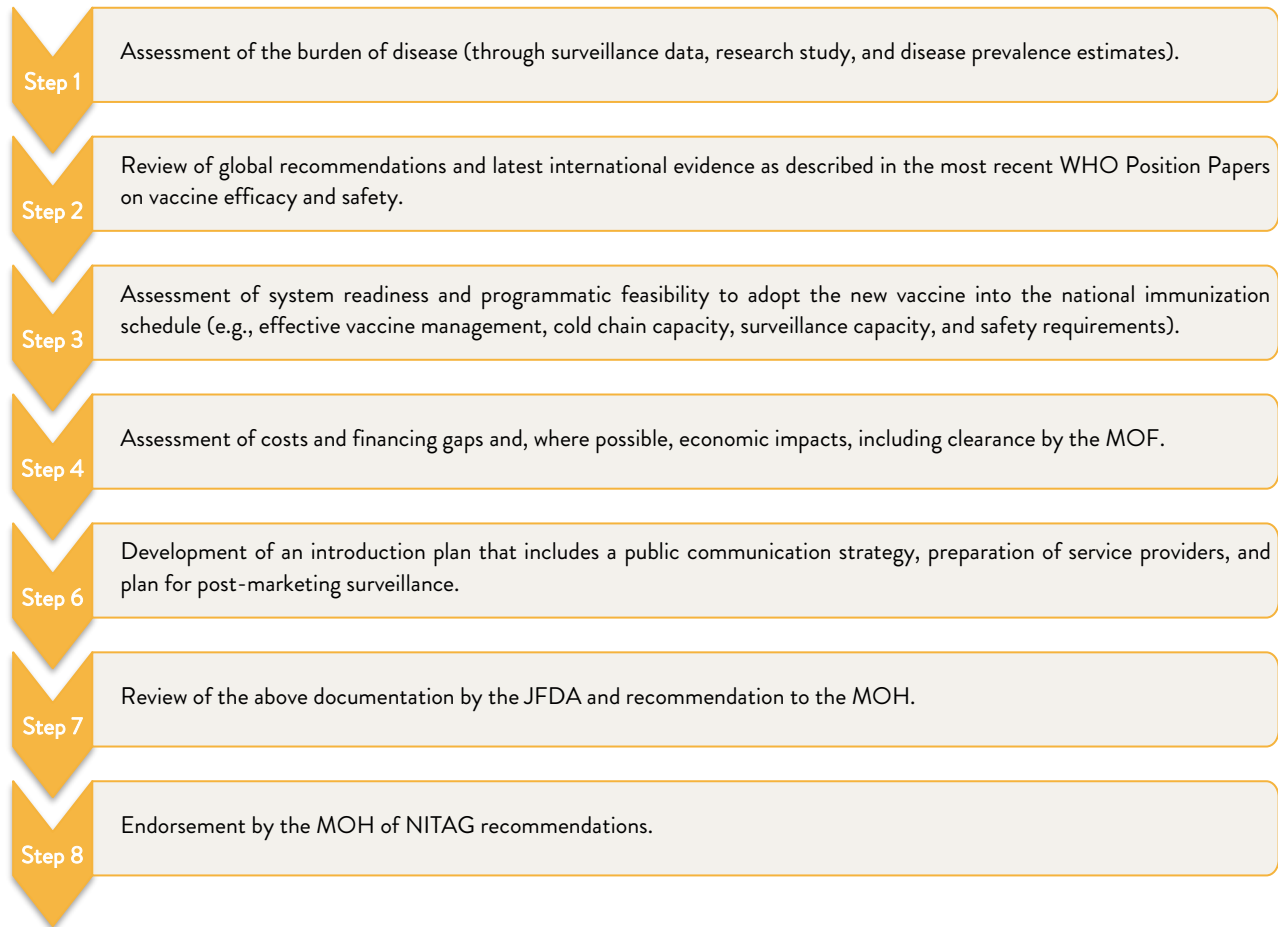 Step 1
Assessment of the burden of disease (through surveillance data, research study, and disease prevalence estimates).
Step 2
Review of global recommendations and latest international evidence as described in the most recent WHO Position Papers
on vaccine efficacy and safety.
Step 3
Assessment of system readiness and programmatic feasibility to adopt the new vaccine into the national immunization
schedule (e.g., effective vaccine management, cold chain capacity, surveillance capacity, and safety requirements).
Step 4
Assessment of costs and financing gaps and, where possible, economic impacts, including clearance by the MOF.
Step 6
Development of an introduction plan that includes a public communication strategy, preparation of service providers, and
plan for post-marketing surveillance.
Step 7
Review of the above documentation by the JFDA and recommendation to the MOH.
Step 8
Endorsement by the MOH of NITAG recommendations.